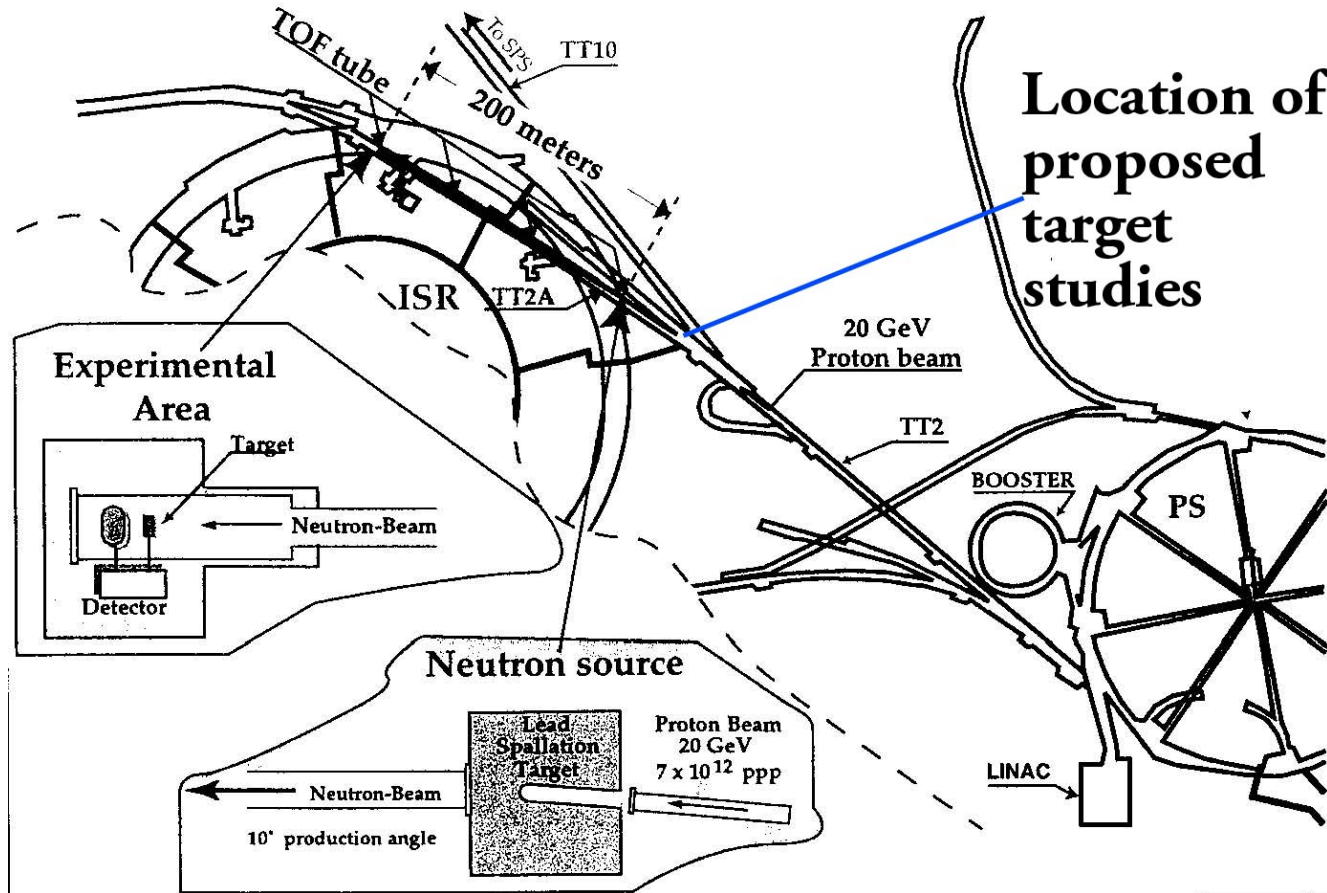 To SPS
TT10
TOF tube
200 meters
Location of
proposed
target
studies
ISR
TT2A
20 GeV
Proton beam
TT2
Experimental
Area
Target
Neutron-Beam
Detector
BOOSTER
PS
LINAC
Neutron source
Lead
Spallation
Target
Proton Beam
20 GeV
7 x 10¹² ppp
Neutron-Beam
10° production angle